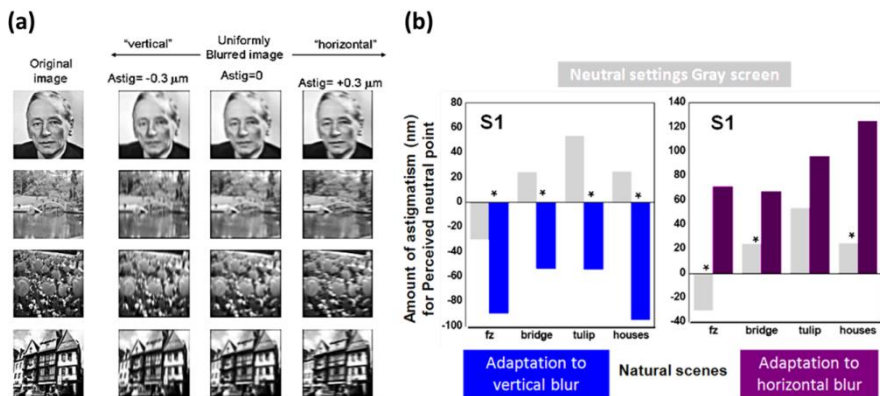 (a)
"vertical"
Uniformly
Blurred image
"horizontal"
Original
image
Astig= -0.3 µm
Astig=0
Astig= +0.3 µm
(b)
Neutral settings Gray screen
Amount of astigmatism (nm)
for Perceived neutral point
80
60
40
20
0
-20
-40
-60
-80
-100
S1
*
*
*
*
fz
bridge
tulip
houses
140
120
100
80
60
40
20
0
-20
-40
S1
*
*
*
*
fz
bridge
tulip
houses
Adaptation to
vertical blur
Natural scenes
Adaptation to
horizontal blur